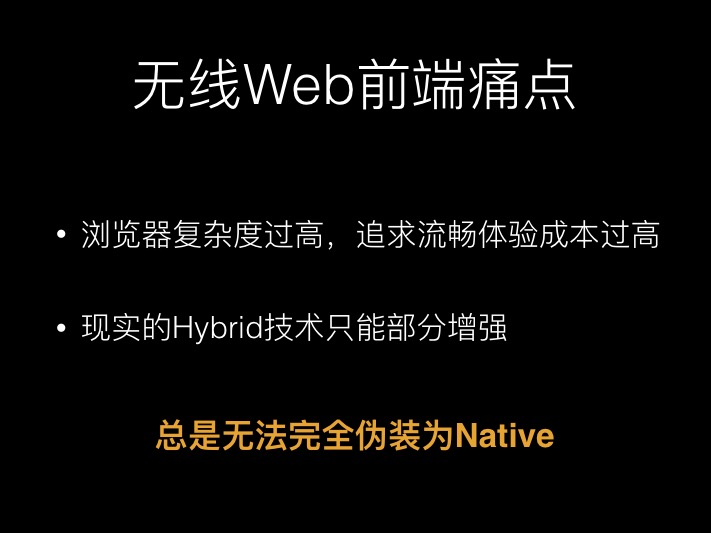 无线Web前端痛点
• 浏览器复杂度过高，追求流畅体验成本过高
• 现实的Hybrid技术只能部分增强
总是无法完全伪装为Native